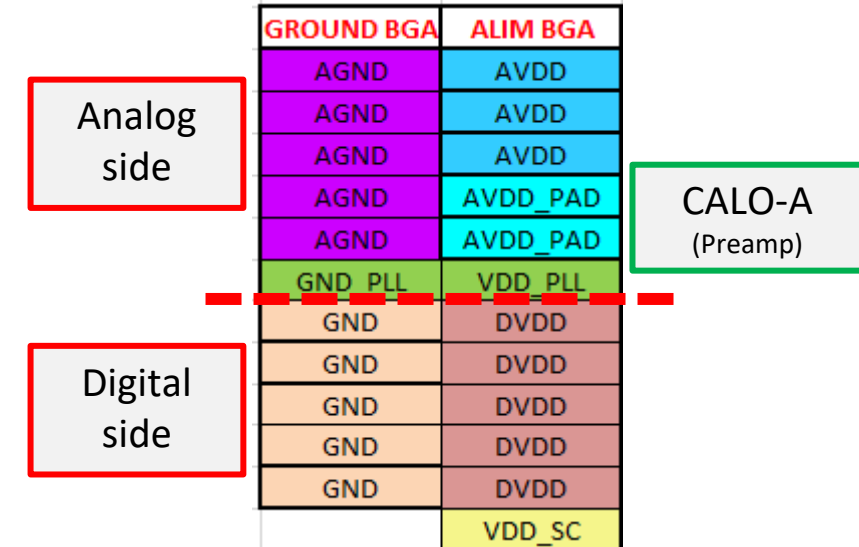 GROUND BGA ALIM BGA
AGND AVDD
Analog
side
AGND AVDD
AGND AVDD
AGND AVDD_PAD
AGND AVDD_PAD
CALO-A
(Preamp)
GND_PLL VDD_PLL
GND DVDD
Digital
side
GND DVDD
GND DVDD
GND DVDD
GND DVDD
VDD_SC